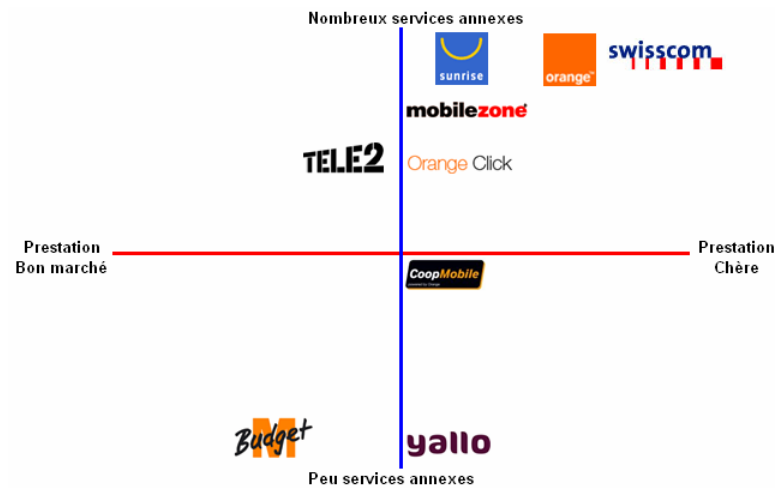 Nombreux services annexes
sunrise
orange™
swisscom
mobilezone
TELE2
Orange Click
Prestation
Bon marché
Prestation
Chère
CoopMobile
M Budget
yallo
Peu services annexes